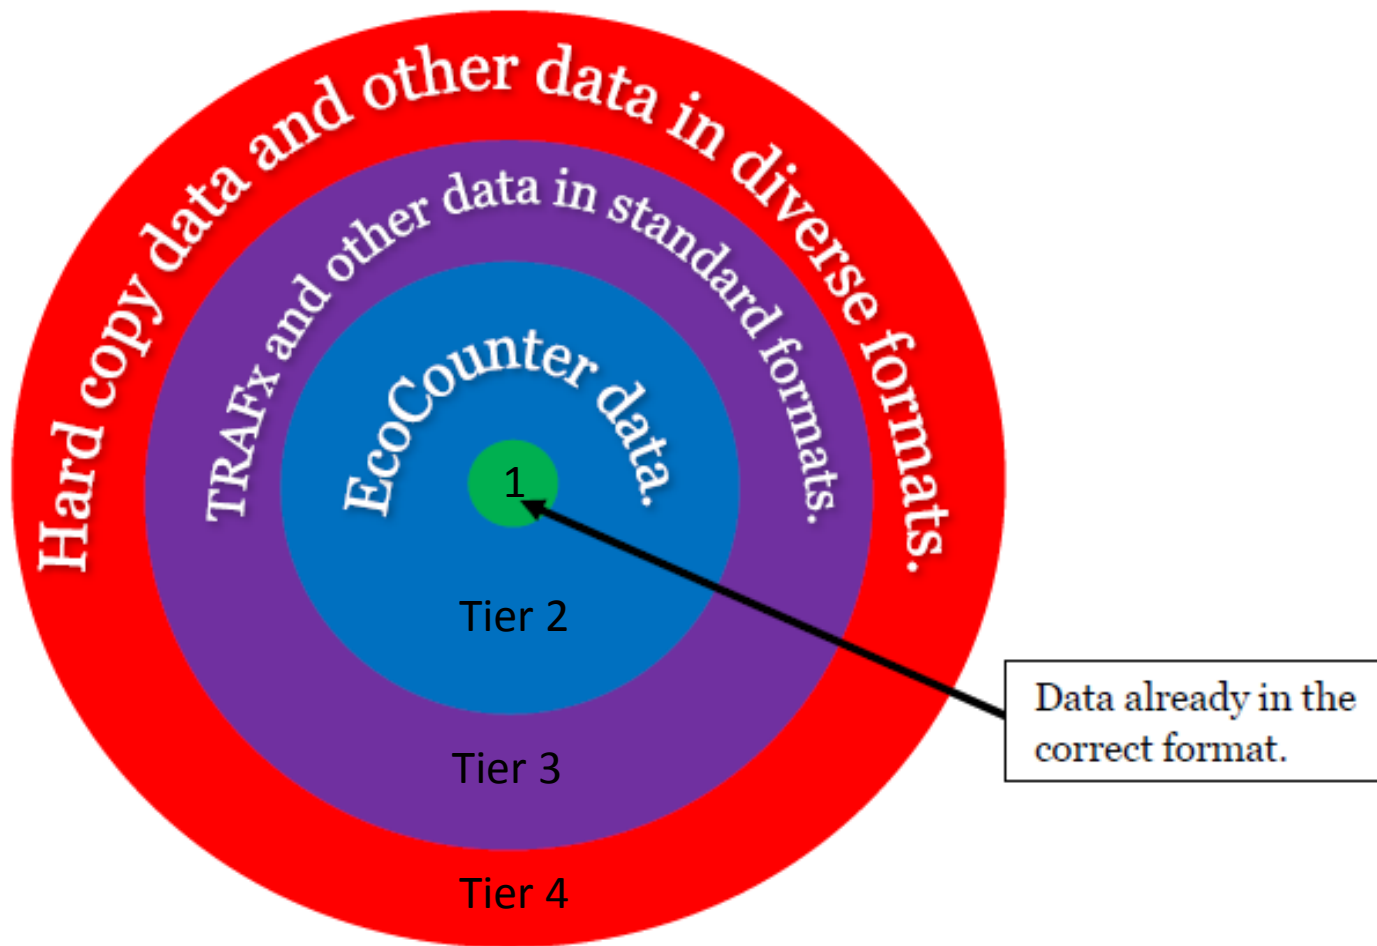 Hard copy data and other data in diverse formats.
TRAFx and other data in standard formats.
EcoCounter data.
1
Tier 2
Data already in the
correct format.
Tier 3
Tier 4